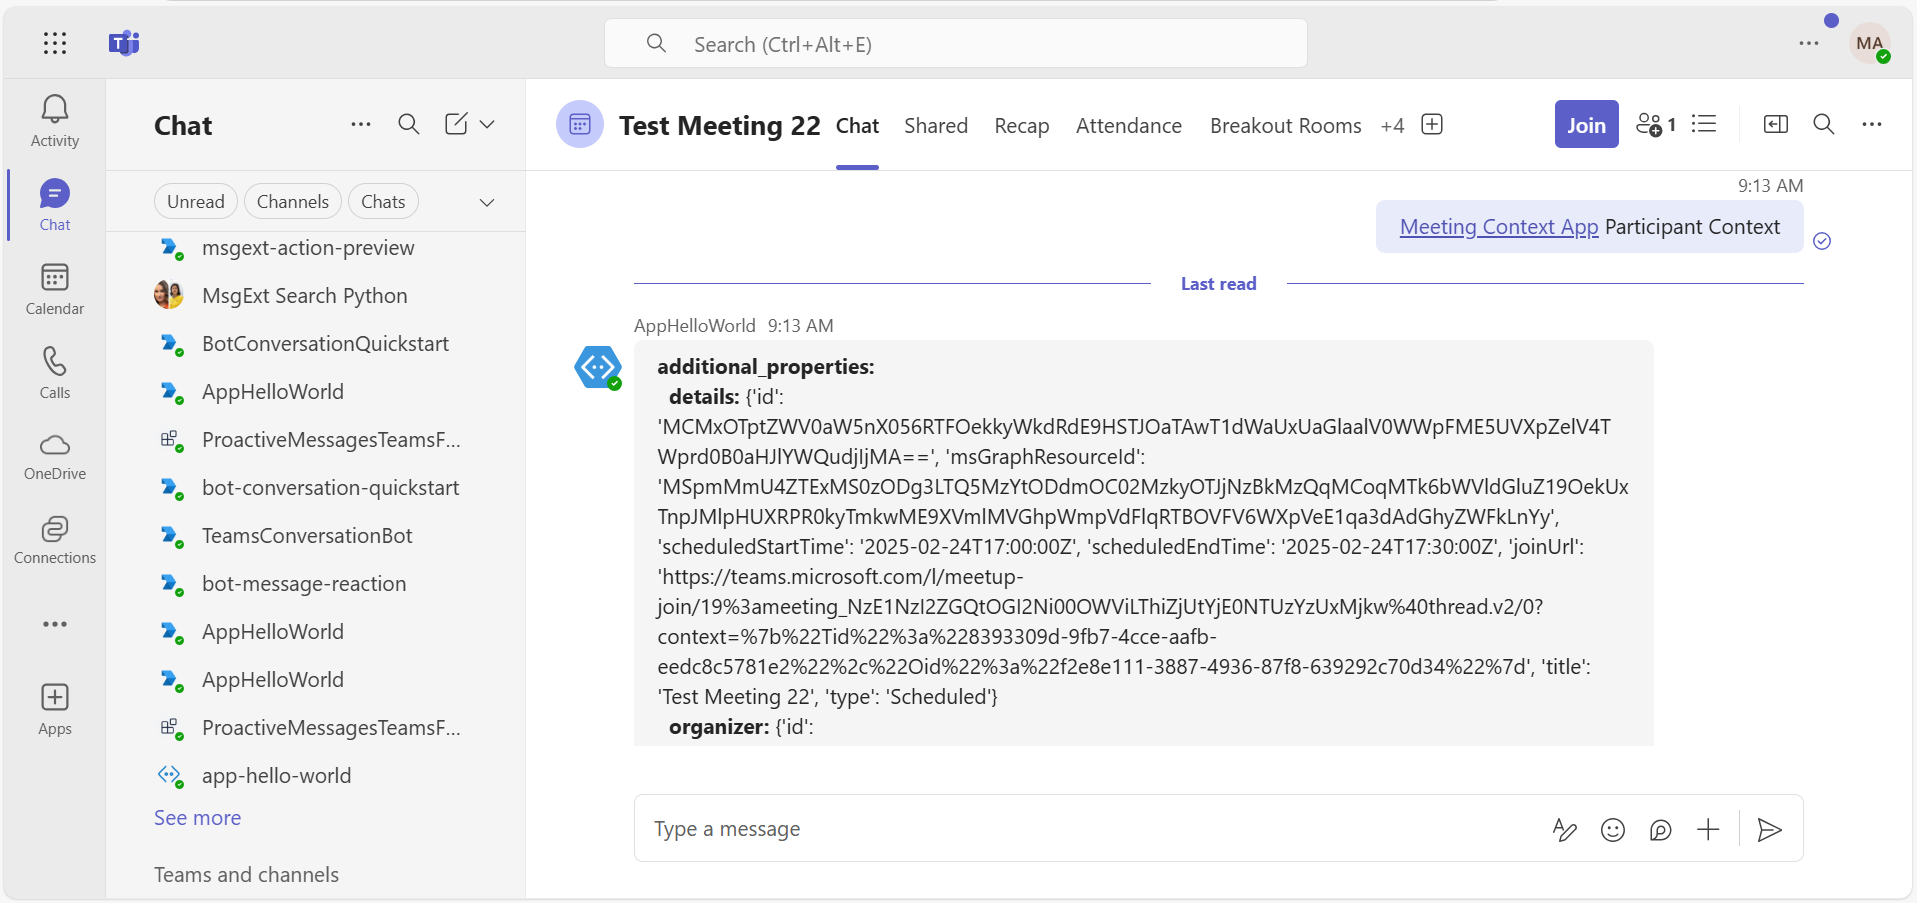 Search (Ctrl+Alt+E)
MA
Activity
Chat
Calendar
Calls
OneDrive
Connections
Apps
Chat
Unread
Channels
Chats
msgext-action-preview
MsgExt Search Python
BotConversationQuickstart
AppHelloWorld
ProactiveMessagesTeamsF...
bot-conversation-quickstart
TeamsConversationBot
bot-message-reaction
AppHelloWorld
AppHelloWorld
ProactiveMessagesTeamsF...
app-hello-world
See more
Teams and channels
Test Meeting 22
Chat
Shared
Recap
Attendance
Breakout Rooms
+4
Join
1
9:13 AM
Meeting Context App Participant Context
Last read
AppHelloWorld 9:13 AM
additional_properties:
details: {'id':
'MCMxOTptZWV0aW5nX056RTFOekkyWkdRdE9HSTJOaTAwT1dWaUxUaGlaalV0WWpFME5UVXpZelV4T
Wprd0B0aHJlYWQudjIjMA==', 'msGraphResourceId':
'MSpmMmU4ZTExMS0zODg3LTQ5MzYtODdmOC02MzkyOTJjNzBkMzQqMCoqMTk6bWVldGluZ19OekUx
TnpJMlpHUXRPR0kyTmkwME9XVmlMVGhpWmpVdFlqRTBOVFV6WXpVeE1qa3dAdGhyZWFkLnYy',
'scheduledStartTime': '2025-02-24T17:00:00Z', 'scheduledEndTime': '2025-02-24T17:30:00Z', 'joinUrl':
'https://teams.microsoft.com/l/meetup-
join/19%3ameeting_NzE1NzI2ZGQtOGI2Ni00OWViLThiZjUtYjE0NTUzYzUxMjkw%40thread.v2/0?
context=%7b%22Tid%22%3a%228393309d-9fb7-4cce-aafb-
eedc8c5781e2%22%2c%22Oid%22%3a%22f2e8e111-3887-4936-87f8-639292c70d34%22%7d', 'title':
'Test Meeting 22', 'type': 'Scheduled'}
organizer: {'id':
Type a message